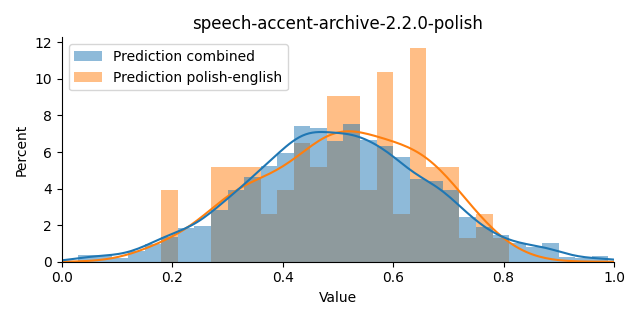 speech-accent-archive-2.2.0-polish
Prediction combined
Prediction polish-english
Percent
12
10
8
6
4
2
0
0.0 0.2 0.4 0.6 0.8 1.0
Value